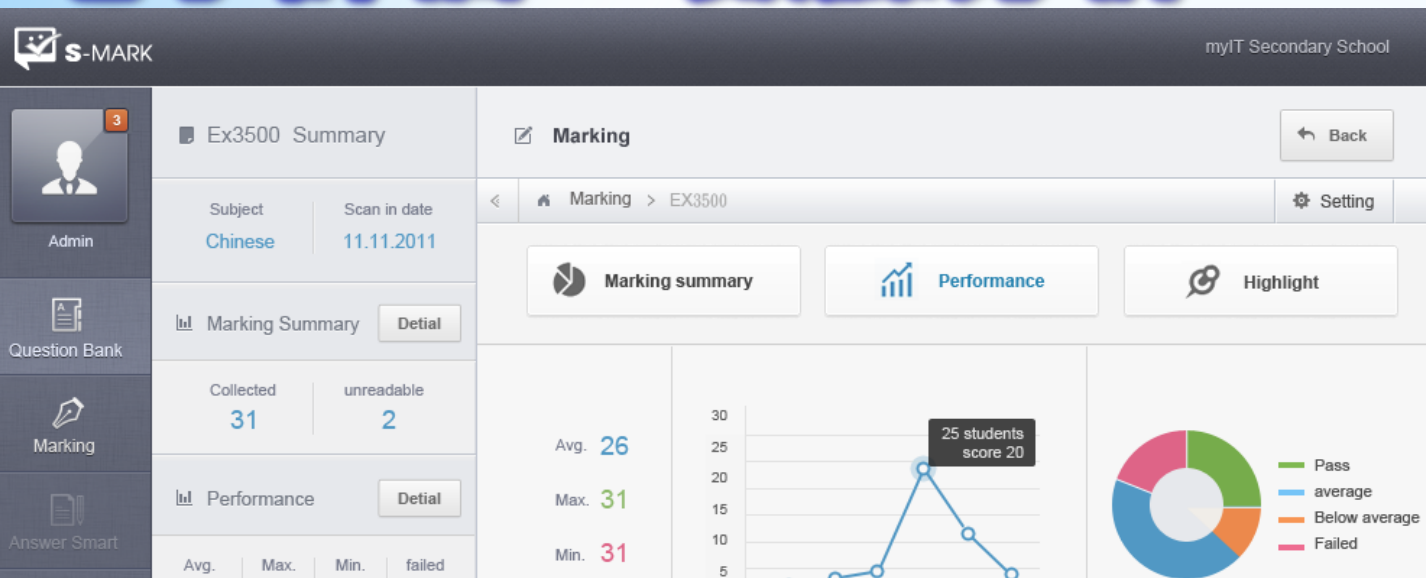 S-MARK
myIT Secondary School
3
Admin
Question Bank
Marking
Answer Smart
Ex3500 Summary
Subject
Scan in date
Chinese
11.11.2011
Marking Summary
Detial
Collected
unreadable
31
2
Performance
Detial
Avg.
Max.
Min.
failed
Marking
Back
Marking > EX3500
Setting
Marking summary
Performance
Highlight
Avg. 26
Max. 31
Min. 31
30
25
20
15
10
5
25 students
score 20
Pass
average
Below average
Failed